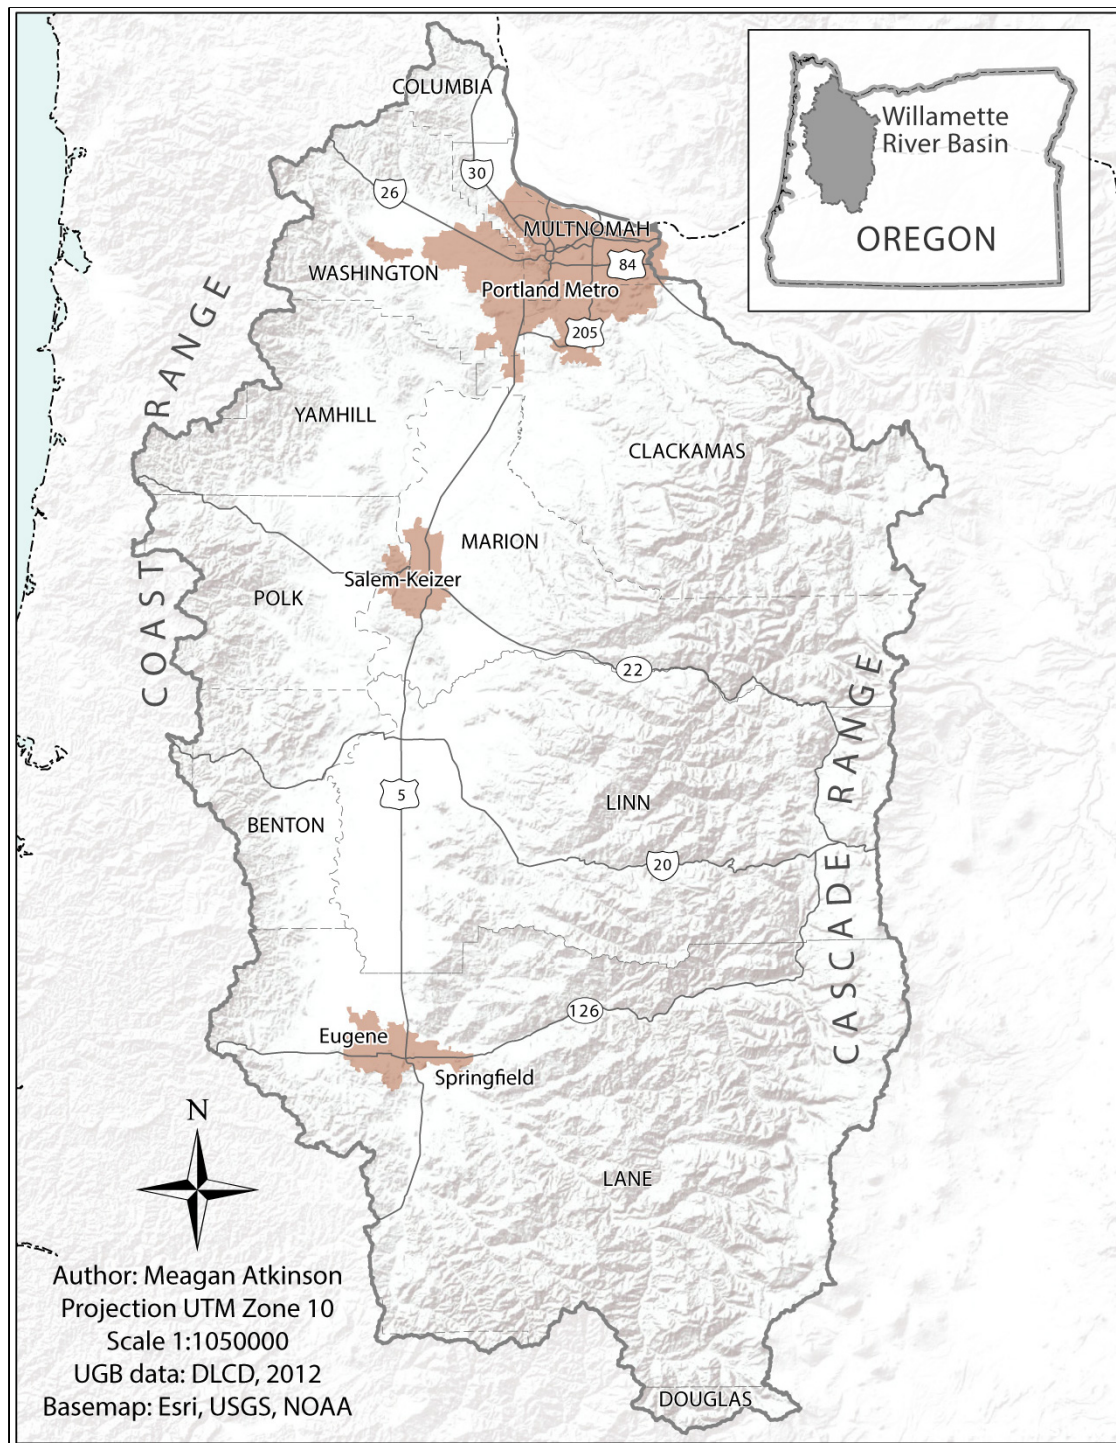 COLUMBIA
Willamette
River Basin
OREGON
30
26
MULTNOMAH
84
WASHINGTON
Portland Metro
205
COAST RANGE
YAMHILL
CLACKAMAS
MARION
Salem-Keizer
POLK
22
CASCADE RANGE
5
LINN
BENTON
20
126
Eugene
Springfield
N
LANE
Author: Meagan Atkinson
Projection UTM Zone 10
Scale 1:1050000
UGB data: DLCD, 2012
Basemap: Esri, USGS, NOAA
DOUGLAS